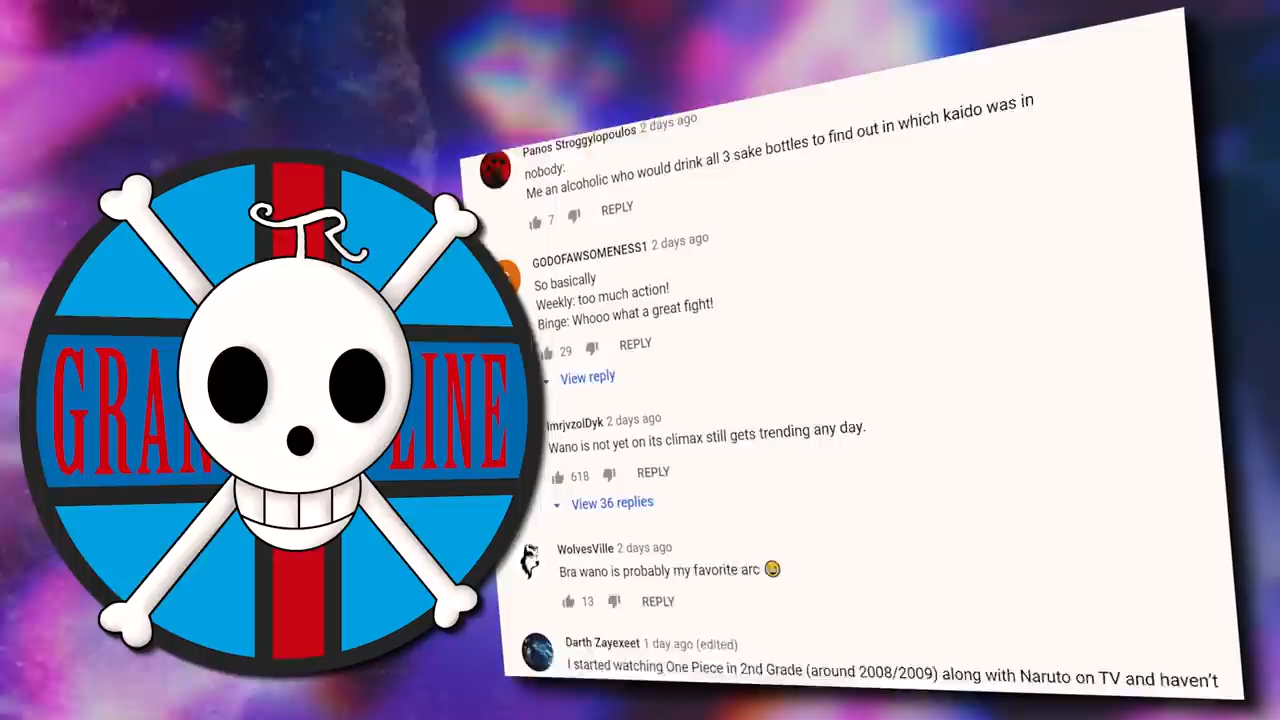 TR
GRAN LINE
Panos Stroggylopoulos 2 days ago
nobody:
Me an alcoholic who would drink all 3 sake bottles to find out in which kaido was in
7 REPLY
GODOFAWSOMENESS1 2 days ago
So basically
Weekly: too much action!
Binge: Whooo what a great fight!
29 REPLY
View reply
ImrjvzolDyk 2 days ago
Wano is not yet on its climax still gets trending any day.
618 REPLY
View 36 replies
WolvesVille 2 days ago
Bra wano is probably my favorite arc 😅
13 REPLY
Darth Zayexeet 1 day ago (edited)
I started watching One Piece in 2nd Grade (around 2008/2009) along with Naruto on TV and haven't